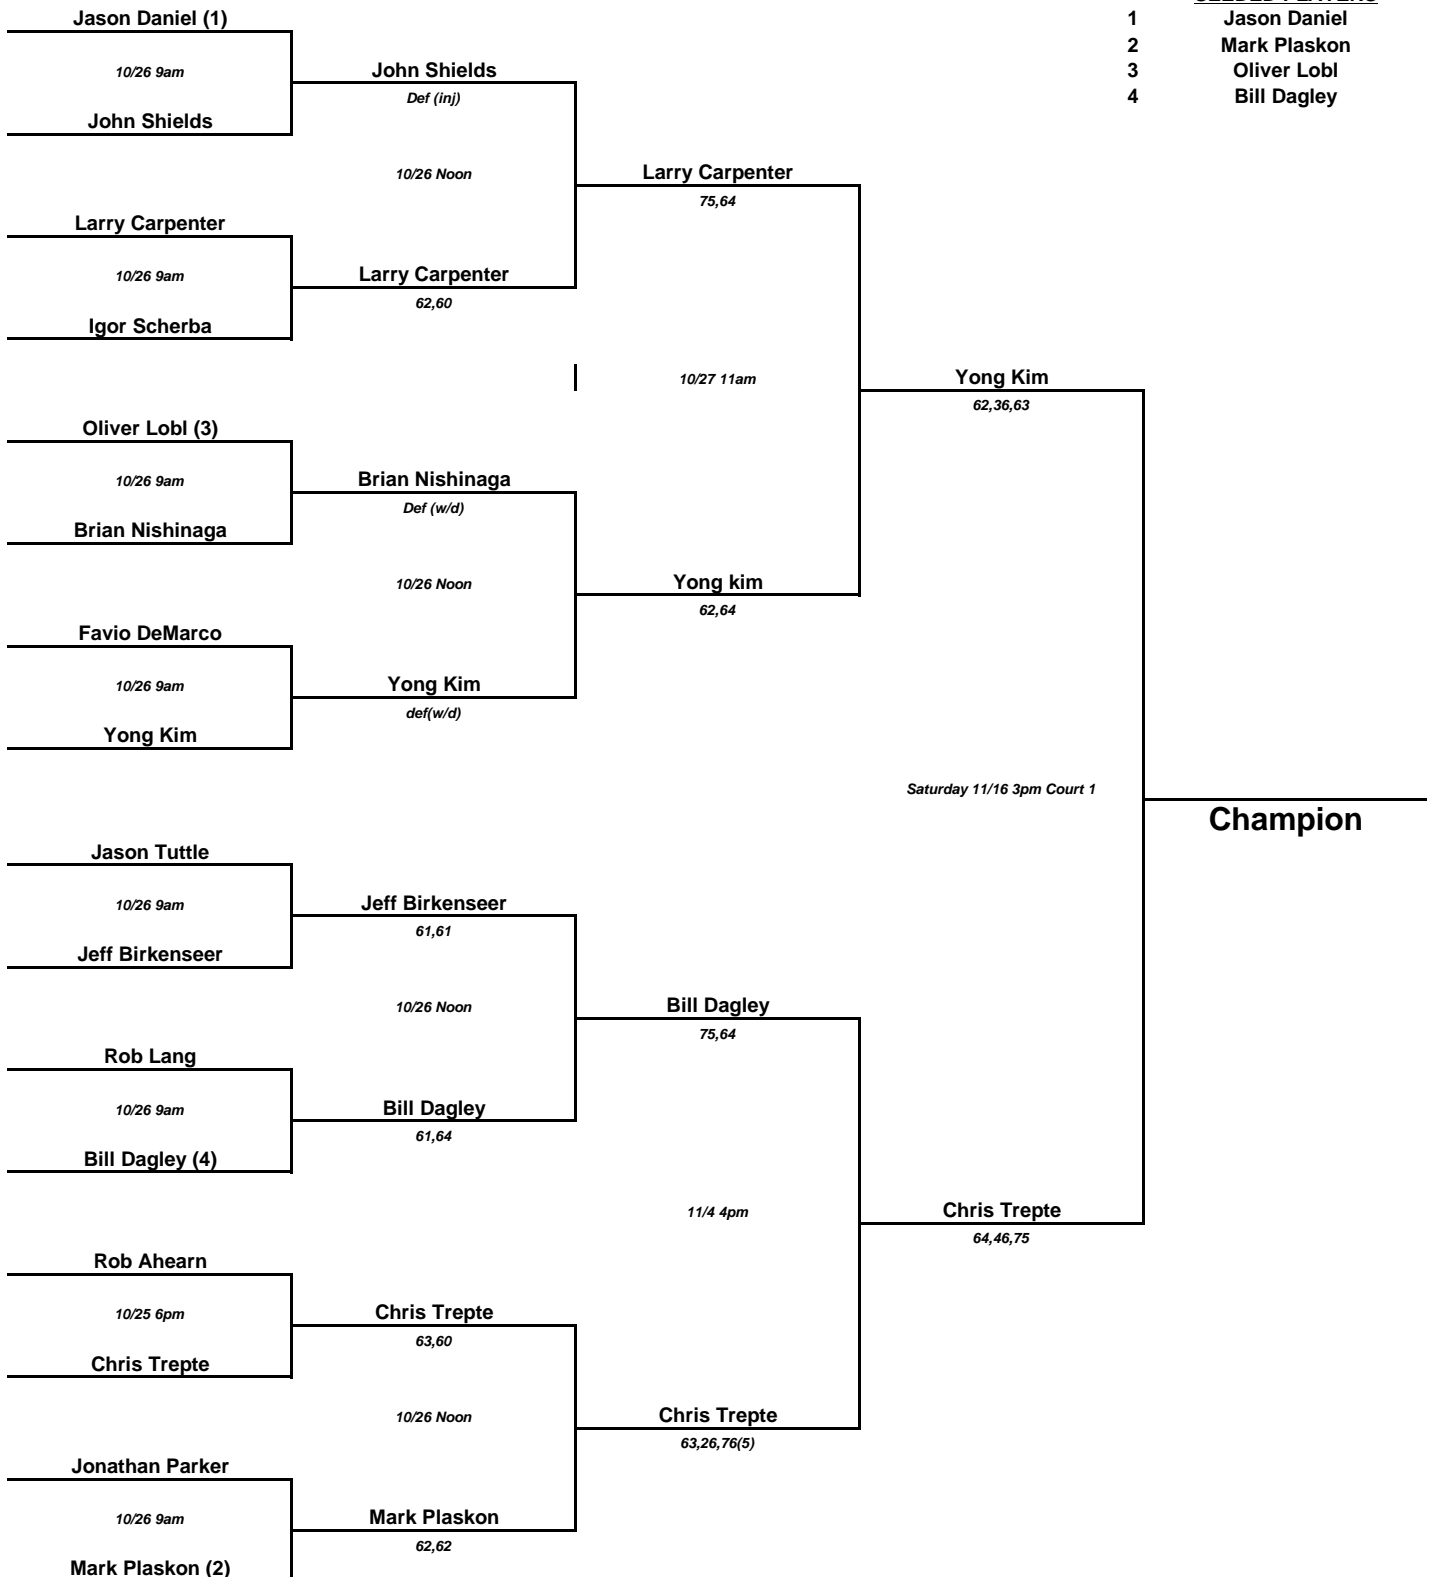 SEEDED PLAYERS
Jason Daniel (1)
1 Jason Daniel
2 Mark Plaskon
10/26 9am
John Shields
3 Oliver Lobl
Def (inj)
4 Bill Dagley
John Shields
10/26 Noon
Larry Carpenter
75,64
Larry Carpenter
10/26 9am
Larry Carpenter
62,60
Igor Scherba
10/27 11am
Yong Kim
62,36,63
Oliver Lobl (3)
10/26 9am
Brian Nishinaga
Def (w/d)
Brian Nishinaga
10/26 Noon
Yong kim
62,64
Favio DeMarco
10/26 9am
Yong Kim
def(w/d)
Yong Kim
Saturday 11/16 3pm Court 1
Champion
Jason Tuttle
10/26 9am
Jeff Birkenseer
61,61
Jeff Birkenseer
10/26 Noon
Bill Dagley
75,64
Rob Lang
10/26 9am
Bill Dagley
61,64
Bill Dagley (4)
11/4 4pm
Chris Trepte
64,46,75
Rob Ahearn
10/25 6pm
Chris Trepte
63,60
Chris Trepte
10/26 Noon
Chris Trepte
63,26,76(5)
Jonathan Parker
10/26 9am
Mark Plaskon
62,62
Mark Plaskon (2)